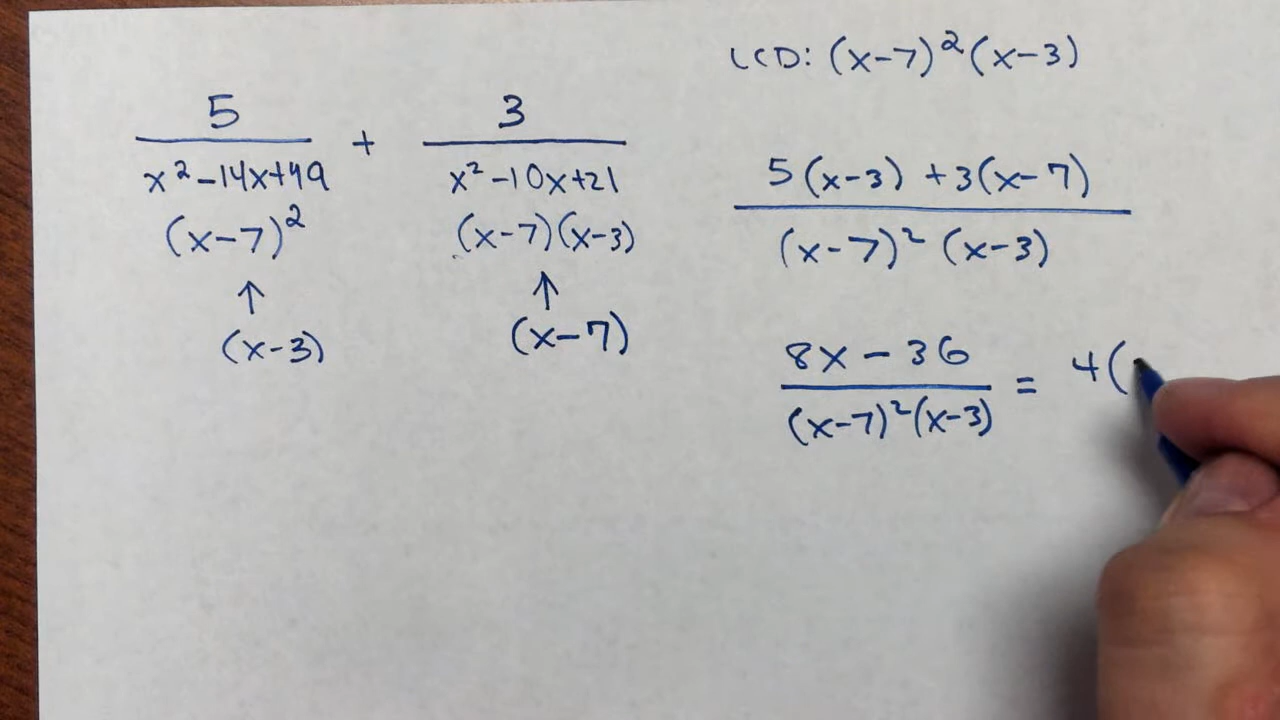 5 + 3
x²-14x+49 x²-10x+21
(x-7)² (x-7)(x-3)
↑ ↑
(x-3) (x-7)
LCD: (x-7)²(x-3)
5(x-3) +3(x-7)
(x-7)² (x-3)
8x - 36 = 4(
(x-7)²(x-3)